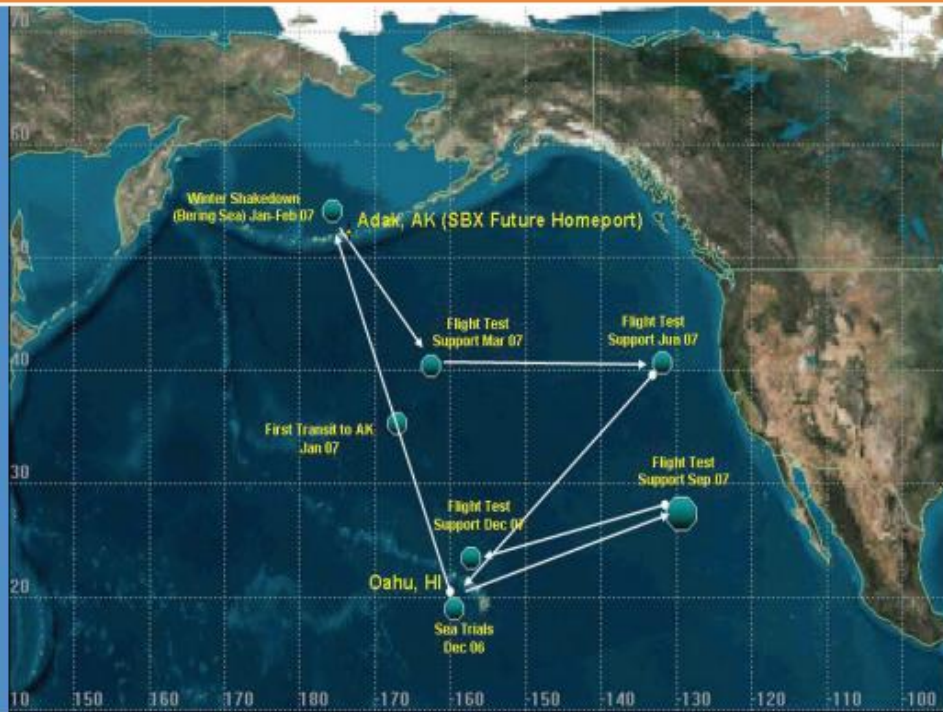 70
60
Winter Shakedown
(Bering Sea) Jan-Feb 07
Adak, AK (SBX Future Homeport)
50
Flight Test
Support Mar 07
Flight Test
Support Jun 07
40
First Transit to AK
Jan 07
30
Flight Test
Support Sep 07
Flight Test
Support Dec 07
Oahu, HI
20
Sea Trials
Dec 06
10 150 160 170 -180 -170 -160 -150 -140 -130 -120 -110 -100 -9